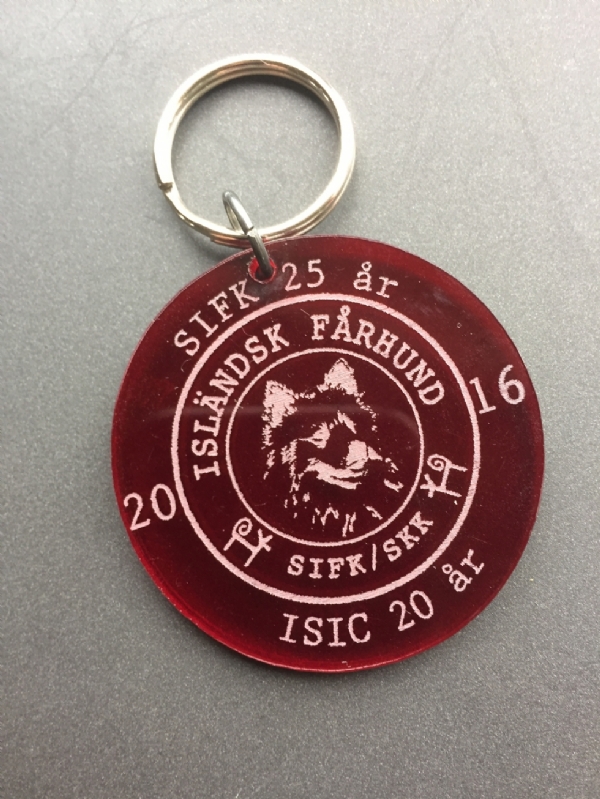 SIFK 25 år
ISLÄNDSK FÅRHUND
20 16
SIFK/SKK
ISIC 20 år